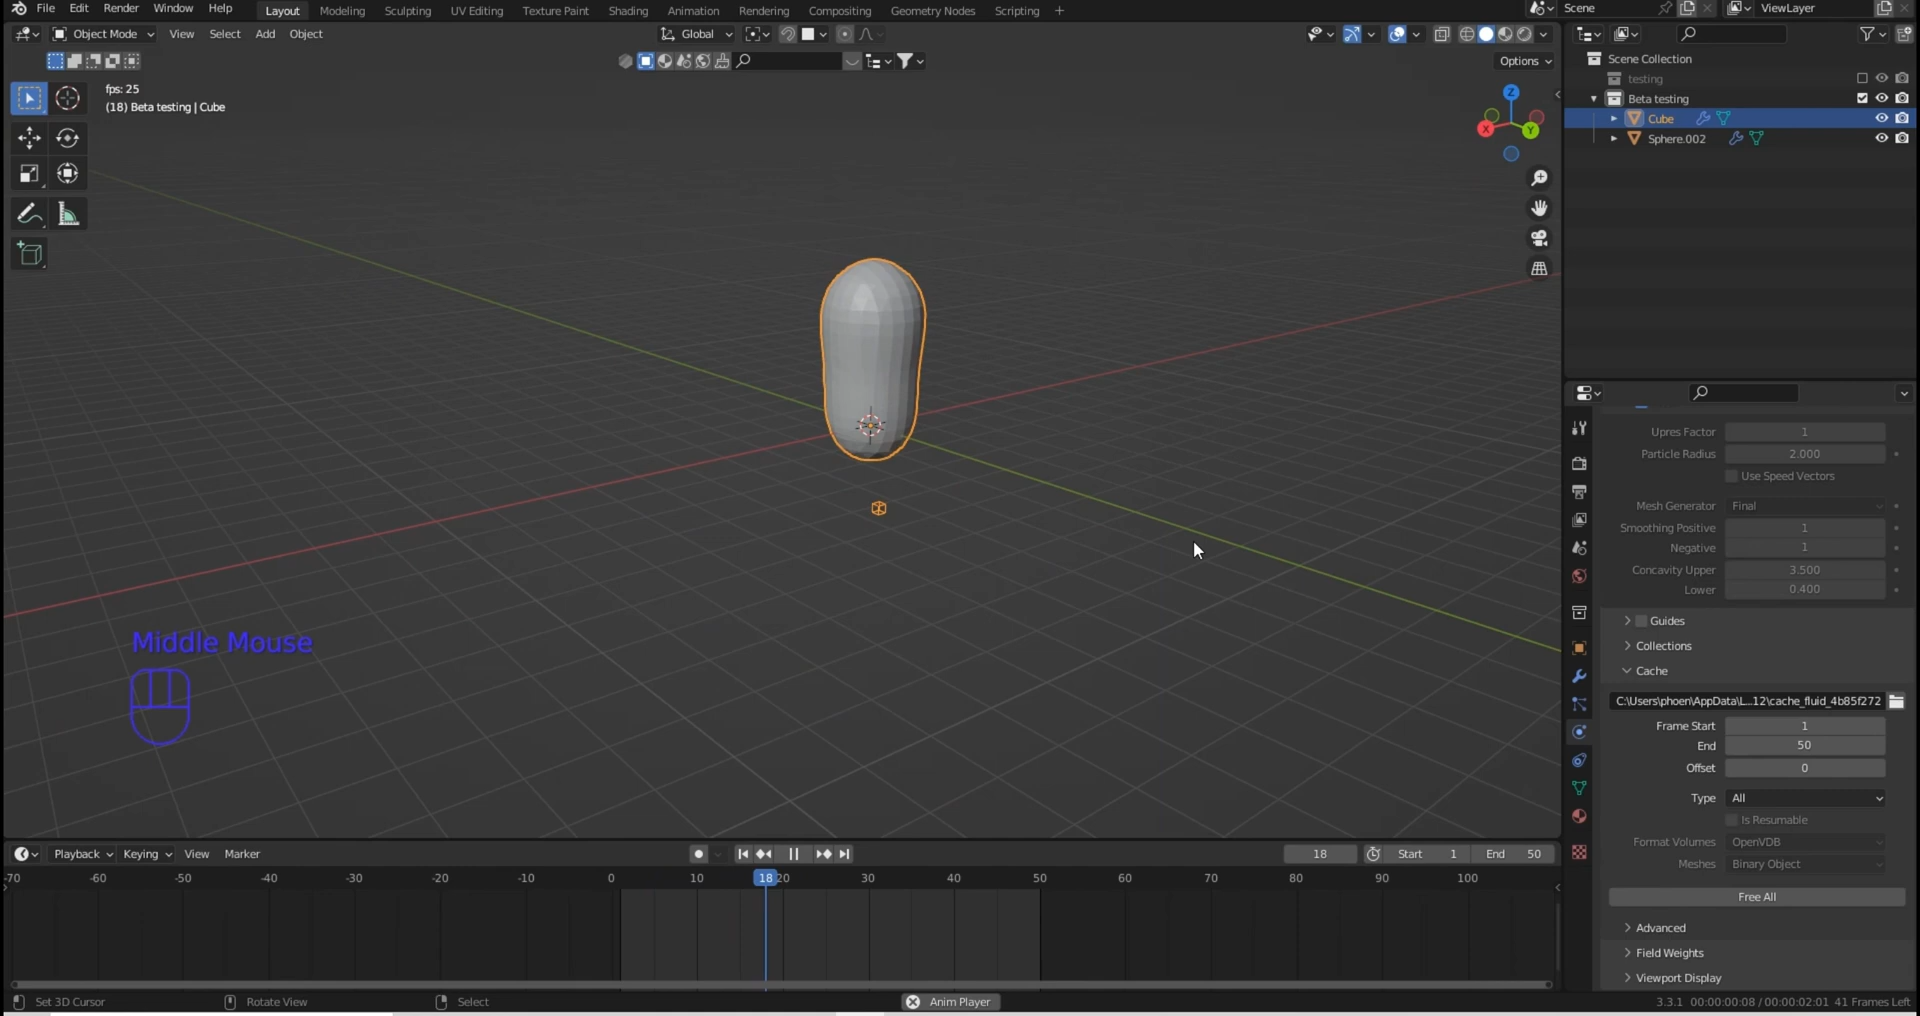 File Edit Render Window Help Layout Modeling Sculpting UV Editing Texture Paint Shading Animation Rendering Compositing Geometry Nodes Scripting + Scene ViewLayer
Object Mode View Select Add Object Global
Options
fps: 25
(18) Beta testing | Cube
Z
X
Y
Scene Collection
testing
Beta testing
Cube
Sphere.002
Upres Factor 1
Particle Radius 2.000
Use Speed Vectors
Mesh Generator Final
Smoothing Positive 1
Negative 1
Concavity Upper 3.500
Lower 0.400
Guides
Collections
Cache
C:\Users\phoen\AppData\L...12\cache_fluid_4b85f272
Frame Start 1
End 50
Offset 0
Type All
Is Resumable
Format Volumes OpenVDB
Meshes Binary Object
Free All
Advanced
Field Weights
Viewport Display
Middle Mouse
Playback Keying View Marker 18 Start 1 End 50
-70 -60 -50 -40 -30 -20 -10 0 10 18 20 30 40 50 60 70 80 90 100
Set 3D Cursor Rotate View Select Anim Player 3.3.1 00:00:00:08 / 00:00:02:01 41 Frames Left